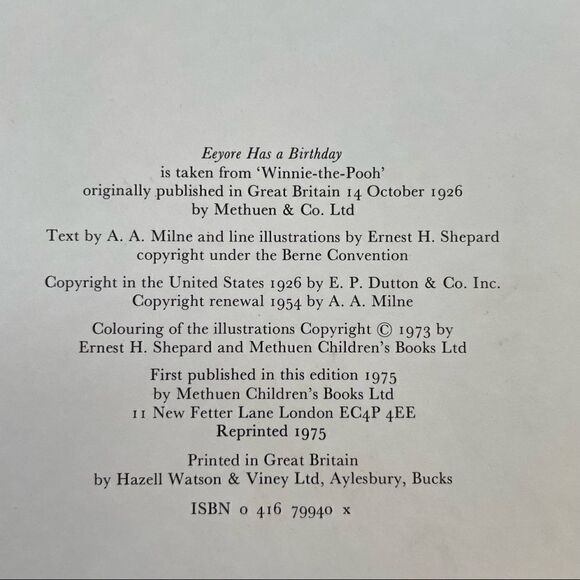 Eeyore Has a Birthday
is taken from ‘Winnie-the-Pooh’
originally published in Great Britain 14 October 1926
by Methuen & Co. Ltd
Text by A. A. Milne and line illustrations by Ernest H. Shepard
copyright under the Berne Convention
Copyright in the United States 1926 by E. P. Dutton & Co. Inc.
Copyright renewal 1954 by A. A. Milne
Colouring of the illustrations Copyright © 1973 by
Ernest H. Shepard and Methuen Children’s Books Ltd
First published in this edition 1975
by Methuen Children’s Books Ltd
11 New Fetter Lane London EC4P 4EE
Reprinted 1975
Printed in Great Britain
by Hazell Watson & Viney Ltd, Aylesbury, Bucks
ISBN 0 416 79940 x